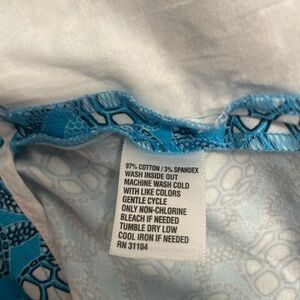 97% COTTON / 3% SPANDEX
WASH INSIDE OUT
MACHINE WASH COLD
WITH LIKE COLORS
GENTLE CYCLE
ONLY NON-CHLORINE
BLEACH IF NEEDED
TUMBLE DRY LOW
COOL IRON IF NEEDED
RN 31104